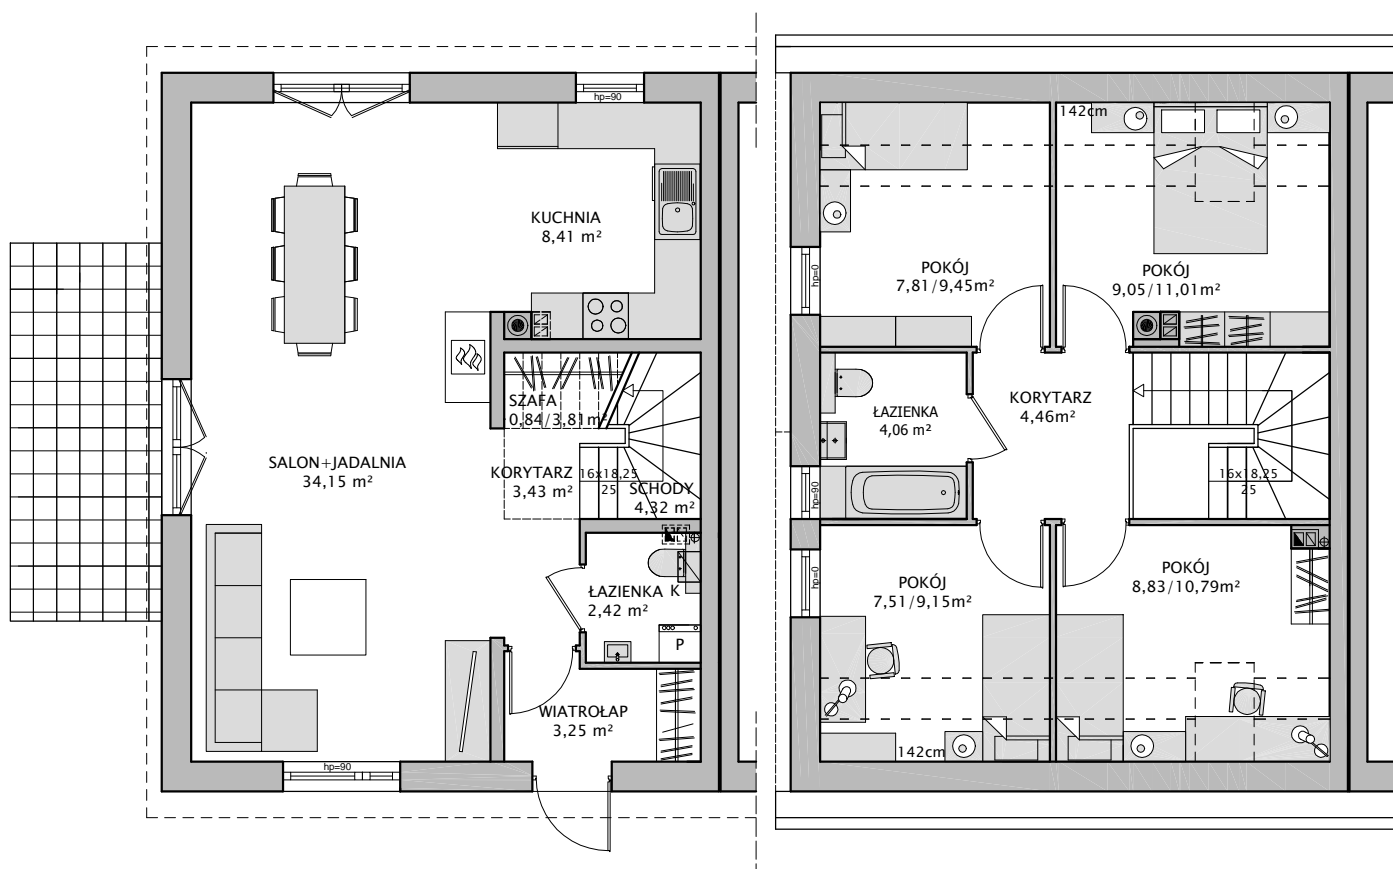 hp=90
KUCHNIA
8,41 m²
SZAFA
0,84/3,81m²
SALON+JADALNIA
34,15 m²
KORYTARZ
3,43 m²
16x18,25
25
SCHODY
4,32 m²
ŁAZIENKA K
2,42 m²
P
WIATROŁAP
3,25 m²
hp=90
142cm
POKÓJ
7,81/9,45m²
hp=0
POKÓJ
9,05/11,01m²
ŁAZIENKA
4,06 m²
KORYTARZ
4,46m²
hp=90
16x18,25
25
hp=0
POKÓJ
7,51/9,15m²
POKÓJ
8,83/10,79m²
142cm